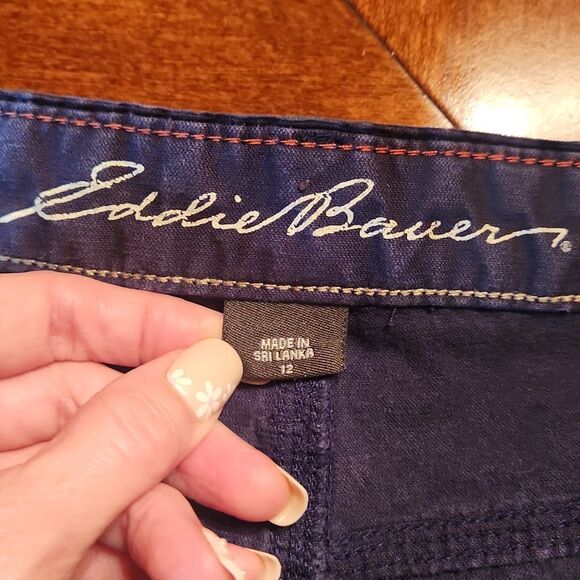 Eddie Bauer®
MADE IN
SRI LANKA
12